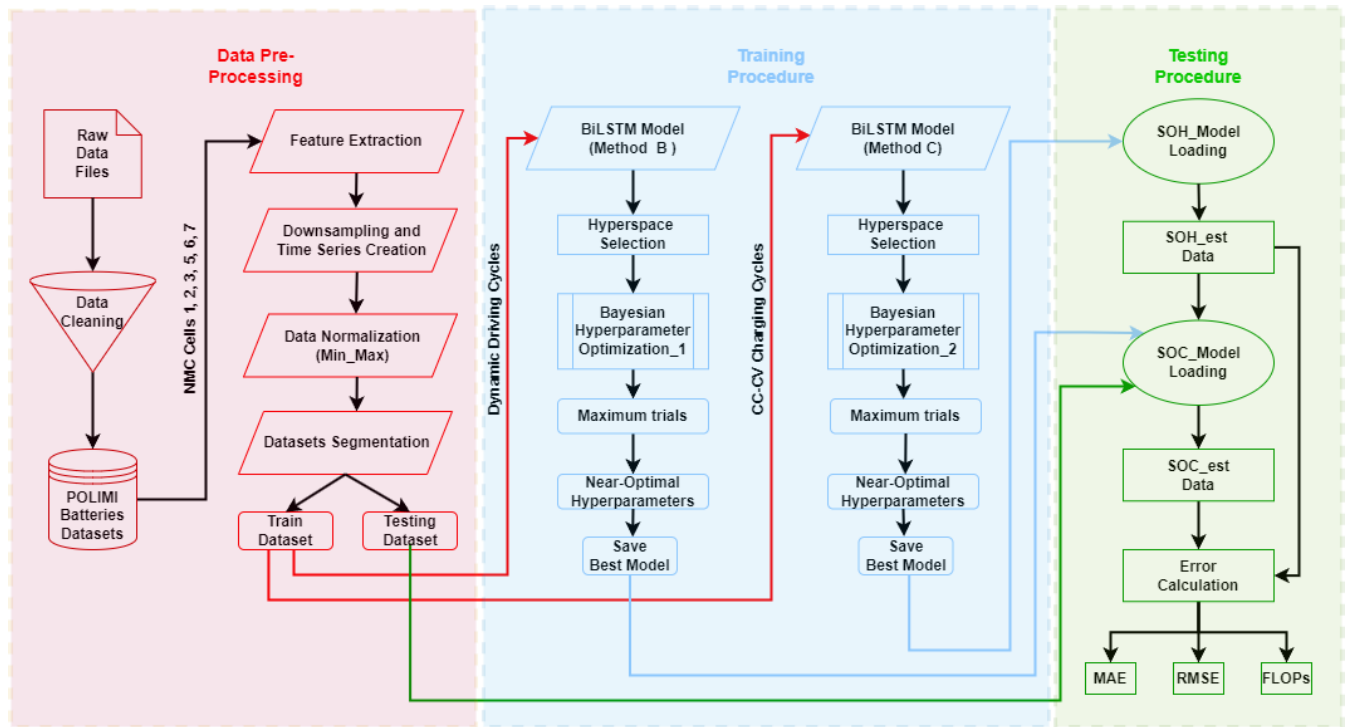 Data Pre-
Processing
Raw
Data
Files
Data
Cleaning
POLIMI
Batteries
Datasets
NMC Cells 1, 2, 3, 5, 6, 7
Feature Extraction
Downsampling and
Time Series Creation
Data Normalization
(Min_Max)
Datasets Segmentation
Train
Dataset
Testing
Dataset
Training
Procedure
Dynamic Driving Cycles
BiLSTM Model
(Method B )
Hyperspace
Selection
Bayesian
Hyperparameter
Optimization_1
Maximum trials
Near-Optimal
Hyperparameters
Save
Best Model
CC-CV Charging Cycles
BiLSTM Model
(Method C)
Hyperspace
Selection
Bayesian
Hyperparameter
Optimization_2
Maximum trials
Near-Optimal
Hyperparameters
Save
Best Model
Testing
Procedure
SOH_Model
Loading
SOH_est
Data
SOC_Model
Loading
SOC_est
Data
Error
Calculation
MAE
RMSE
FLOPs